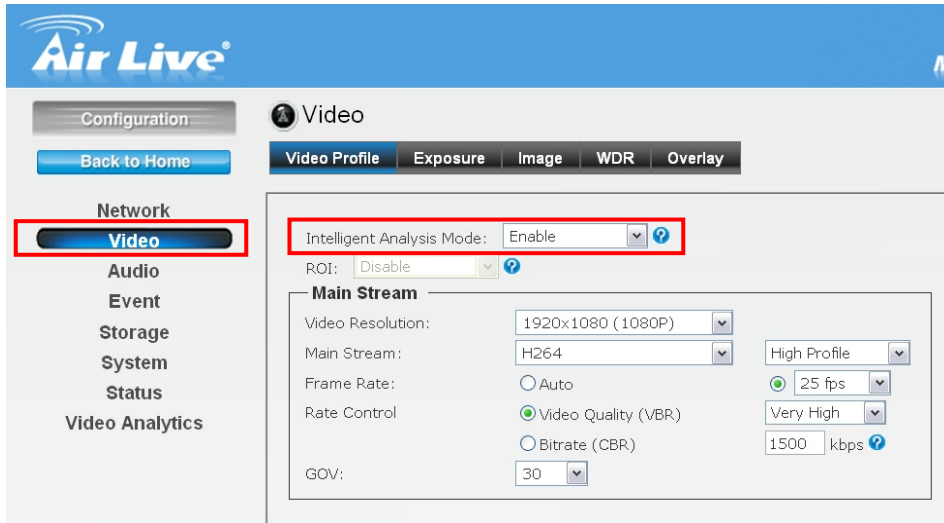 Air Live®
Configuration
Back to Home
Network
Video
Audio
Event
Storage
System
Status
Video Analytics
Video
Video Profile Exposure Image WDR Overlay
Intelligent Analysis Mode: Enable
ROI: Disable
Main Stream
Video Resolution: 1920x1080 (1080P)
Main Stream: H264 High Profile
Frame Rate: Auto 25 fps
Rate Control Video Quality (VBR) Very High
Bitrate (CBR) 1500 kbps
GOV: 30